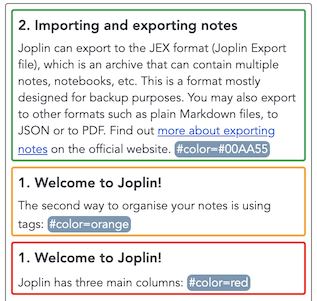 2. Importing and exporting notes
Joplin can export to the JEX format (Joplin Export
file), which is an archive that can contain multiple
notes, notebooks, etc. This is a format mostly
designed for backup purposes. You may also export
to other formats such as plain Markdown files, to
JSON or to PDF. Find out more about exporting
notes on the official website. #color=#00AA55
1. Welcome to Joplin!
The second way to organise your notes is using
tags: #color=orange
1. Welcome to Joplin!
Joplin has three main columns: #color=red